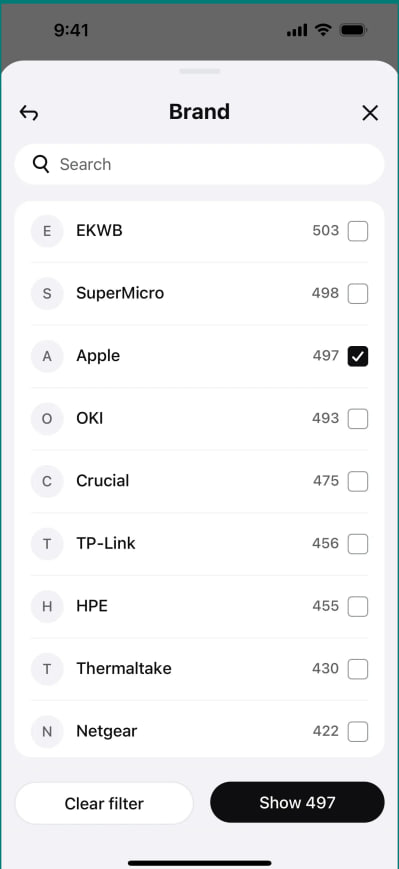 9:41
Brand
Search
E EKWB 503
S SuperMicro 498
A Apple 497
O OKI 493
C Crucial 475
T TP-Link 456
H HPE 455
T Thermaltake 430
N Netgear 422
Clear filter Show 497